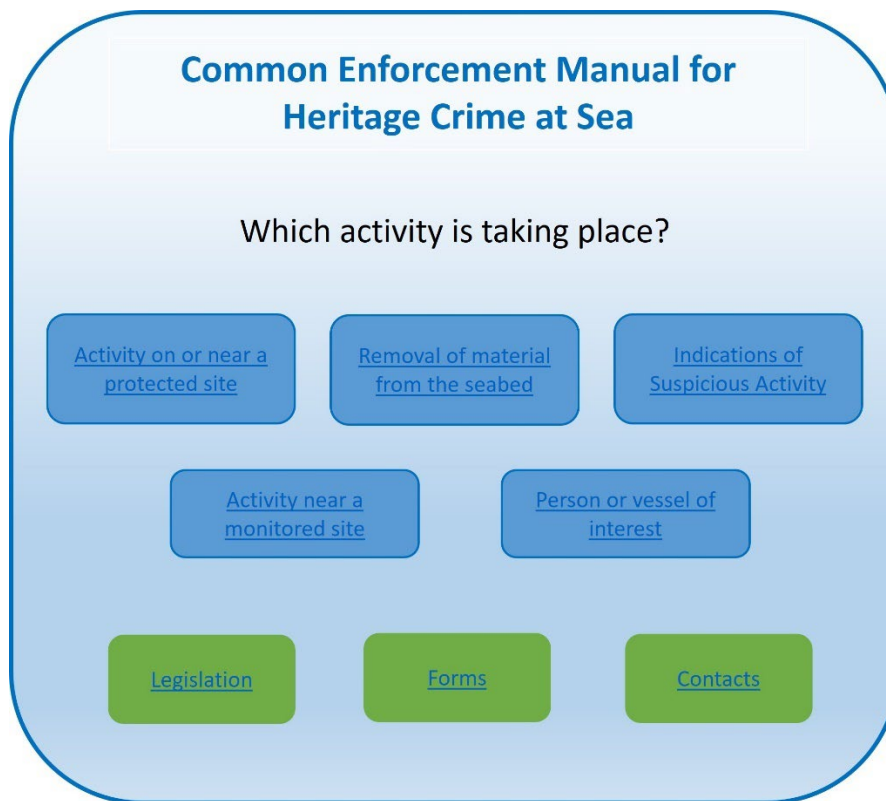 Common Enforcement Manual for
Heritage Crime at Sea
Which activity is taking place?
Activity on or near a
protected site
Removal of material
from the seabed
Indications of
Suspicious Activity
Activity near a
monitored site
Person or vessel of
interest
Legislation
Forms
Contacts